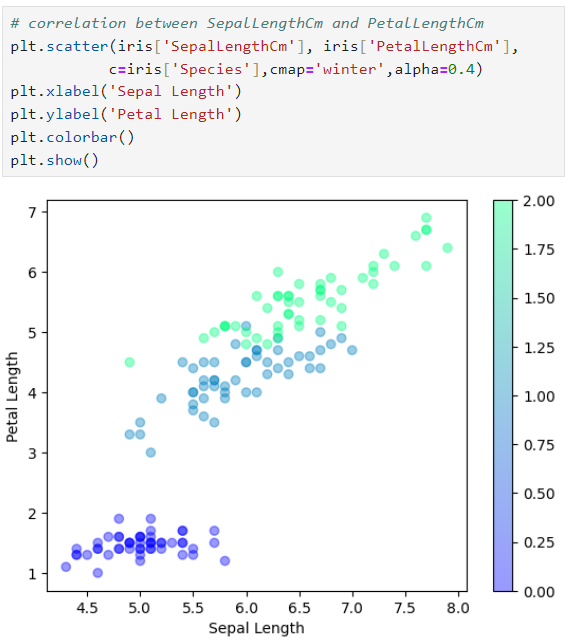 # correlation between SepalLengthCm and PetalLengthCm
plt.scatter(iris['SepalLengthCm'], iris['PetalLengthCm'],
c=iris['Species'],cmap='winter',alpha=0.4)
plt.xlabel('Sepal Length')
plt.ylabel('Petal Length')
plt.colorbar()
plt.show()
7
6
5
4
3
2
1
Petal Length
4.5 5.0 5.5 6.0 6.5 7.0 7.5 8.0
Sepal Length
2.00
1.75
1.50
1.25
1.00
0.75
0.50
0.25
0.00